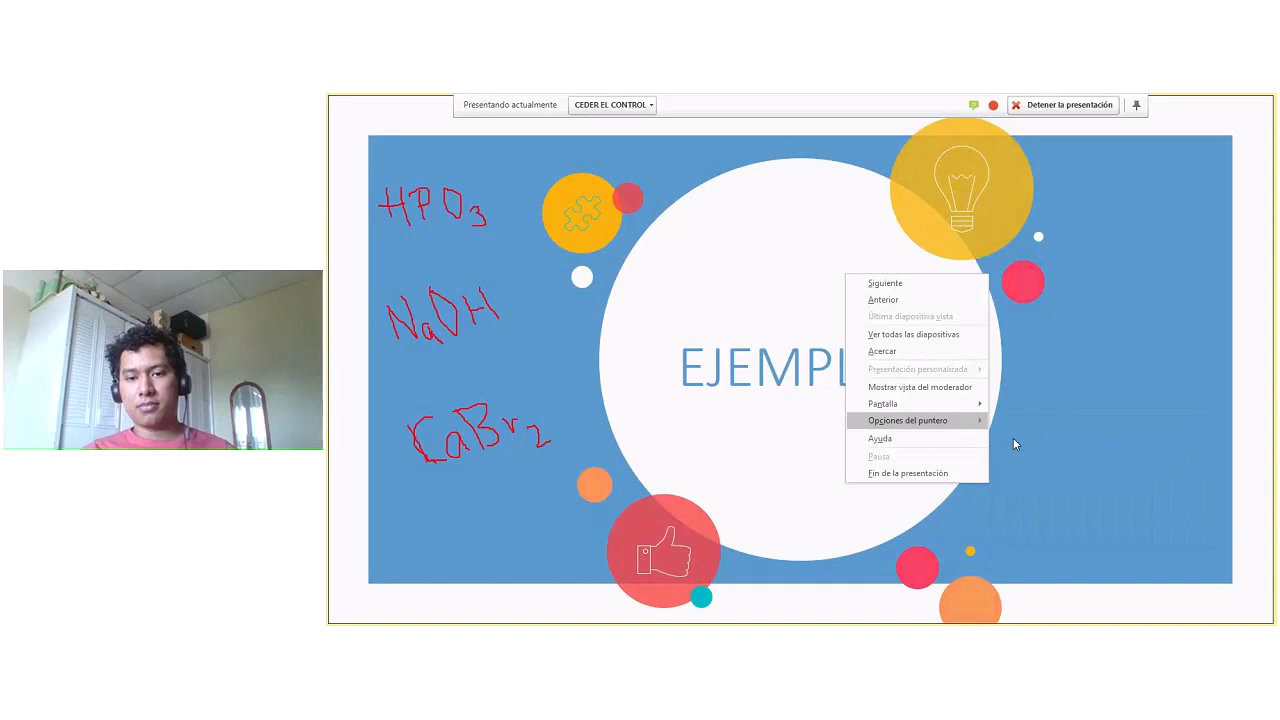 Presentando actualmente CEDER EL CONTROL Detener la presentación
HPO3
NaOH
CaBr2
EJEMPL
Siguiente
Anterior
Última diapositiva vista
Ver todas las diapositivas
Acercar
Presentación personalizada
Mostrar vista del moderador
Pantalla
Opciones del puntero
Ayuda
Pausa
Fin de la presentación